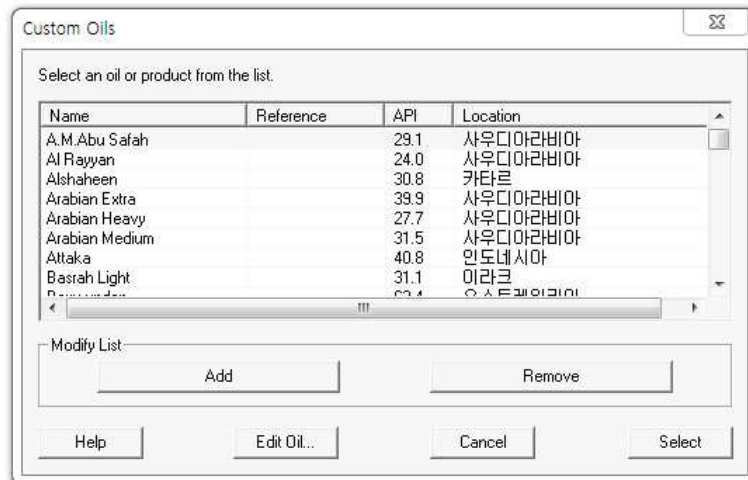 Custom Oils
Select an oil or product from the list.
Name Reference API Location
A.M.Abu Safah 29.1 사우디아라비아
Al Rayyan 24.0 사우디아라비아
Alshaheen 30.8 카타르
Arabian Extra 39.9 사우디아라비아
Arabian Heavy 27.7 사우디아라비아
Arabian Medium 31.5 사우디아라비아
Attaka 40.8 인도네시아
Basrah Light 31.1 이라크
Modify List
Add Remove
Help Edit Oil... Cancel Select